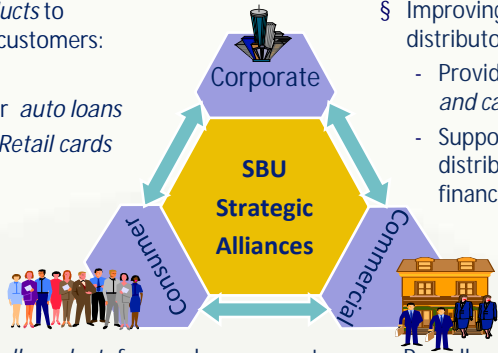 ducts to
customers:
r auto loans
Retail cards
§ Improving
distributo
- Provid
and ca
- Suppo
distrib
financ
Corporate
SBU
Strategic
Alliances
Consumer
Commercial